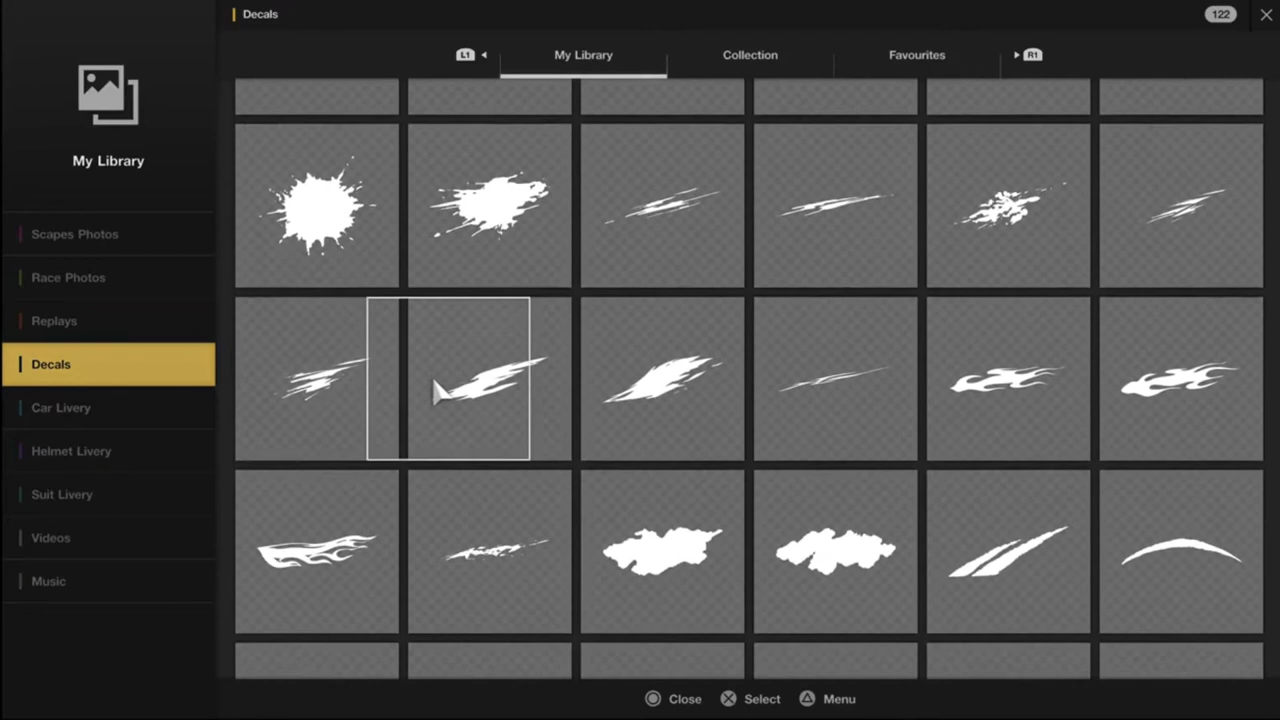 Decals
122
L1
My Library
Collection
Favourites
R1
My Library
Scapes Photos
Race Photos
Replays
Decals
Car Livery
Helmet Livery
Suit Livery
Videos
Music
Close
Select
Menu